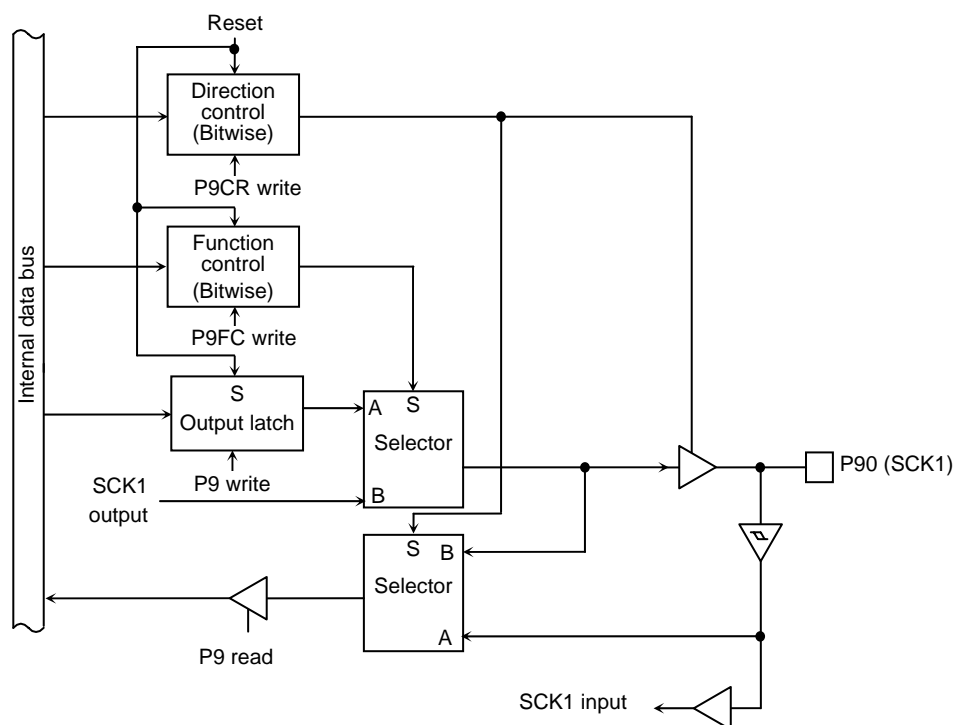 Reset
Direction
control
(Bitwise)
P9CR write
Internal data bus
Function
control
(Bitwise)
P9FC write
S
Output latch
P9 write
A
S
Selector
B
SCK1
output
P90 (SCK1)
S
B
Selector
A
P9 read
SCK1 input